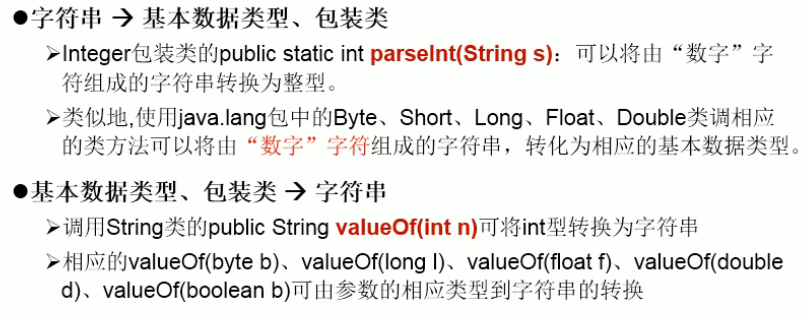 ●字符串 → 基本数据类型、包装类
➢Integer包装类的public static int parseInt(String s)：可以将由“数字”字
符组成的字符串转换为整型。
➢类似地,使用java.lang包中的Byte、Short、Long、Float、Double类调相应
的类方法可以将由“数字”字符组成的字符串，转化为相应的基本数据类型。
●基本数据类型、包装类 → 字符串
➢调用String类的public String valueOf(int n)可将int型转换为字符串
➢相应的valueOf(byte b)、valueOf(long l)、valueOf(float f)、valueOf(double
d)、valueOf(boolean b)可由参数的相应类型到字符串的转换